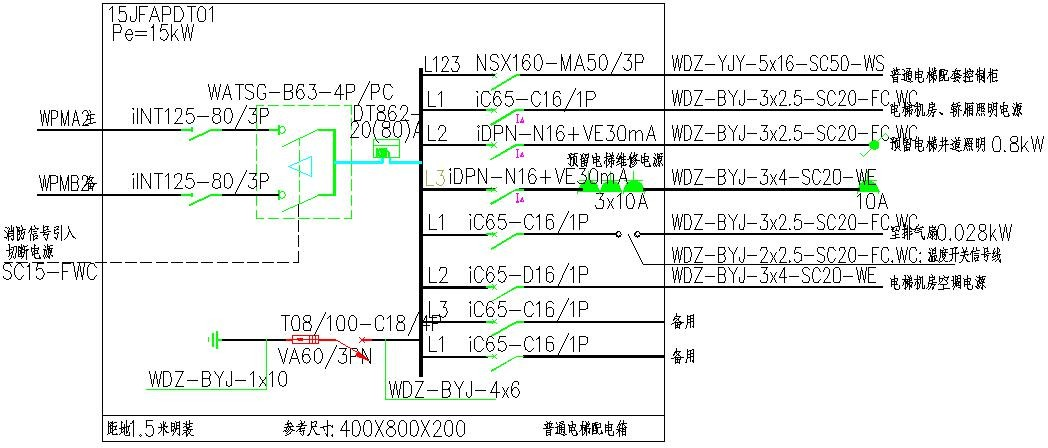 15JFAPDT01
Pe=15kW
WPMA2主
iINT125-80/3P
WATSG-B63-4P/PC
WPMB2备
iINT125-80/3P
DT862-
20(80)A
消防信号引入
切断电源
SC15-FWC
T08/100-C18/4P
VA60/3PN
WDZ-BYJ-1x10
WDZ-BYJ-4x6
L123 NSX160-MA50/3P WDZ-YJY-5x16-SC50-WS 普通电梯配套控制柜
L1 iC65-C16/1P WDZ-BYJ-3x2.5-SC20-FC.WC 电梯机房、轿厢照明电源
L2 iDPN-N16+VE30mA WDZ-BYJ-3x2.5-SC20-FC.WC 预留电梯井道照明 0.8kW
预留电梯维修电源
L3 iDPN-N16+VE30mA 3x10A WDZ-BYJ-3x4-SC20-WE 10A
L1 iC65-C16/1P WDZ-BYJ-3x2.5-SC20-FC.WC 至排气扇0.028kW
WDZ-BYJ-2x2.5-SC20-FC.WC:温度开关信号线
L2 iC65-D16/1P WDZ-BYJ-3x4-SC20-WE 电梯机房空调电源
L3 iC65-C16/1P 备用
L1 iC65-C16/1P 备用
距地1.5米明装 参考尺寸:400X800X200 普通电梯配电箱